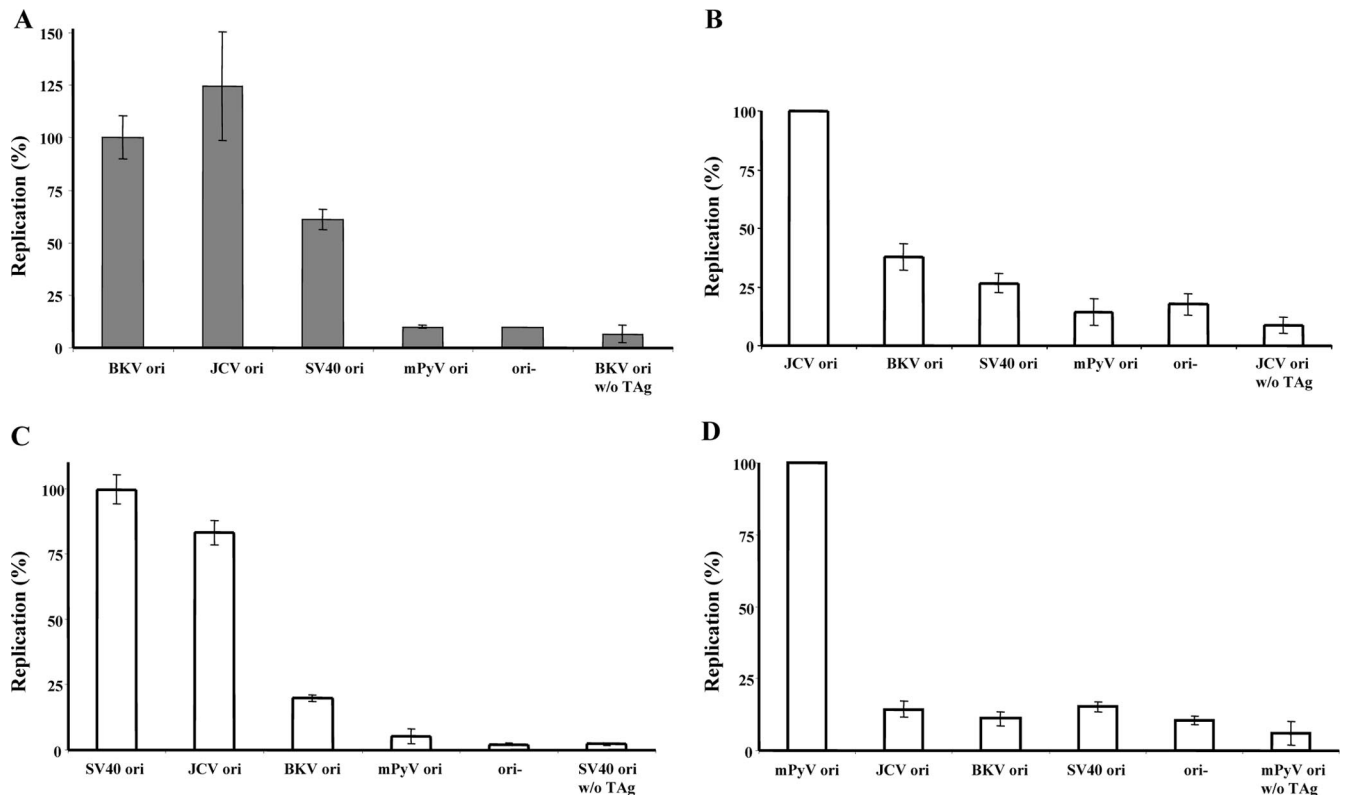 A
Replication (%)
150
125
100
75
50
25
0
BKV ori JCV ori SV40 ori mPyV ori ori- BKV ori
w/o TAg
B
Replication (%)
100
75
50
25
0
JCV ori BKV ori SV40 ori mPyV ori ori- JCV ori
w/o TAg
C
Replication (%)
100
75
50
25
0
SV40 ori JCV ori BKV ori mPyV ori ori- SV40 ori
w/o TAg
D
Replication (%)
100
75
50
25
0
mPyV ori JCV ori BKV ori SV40 ori ori- mPyV ori
w/o TAg